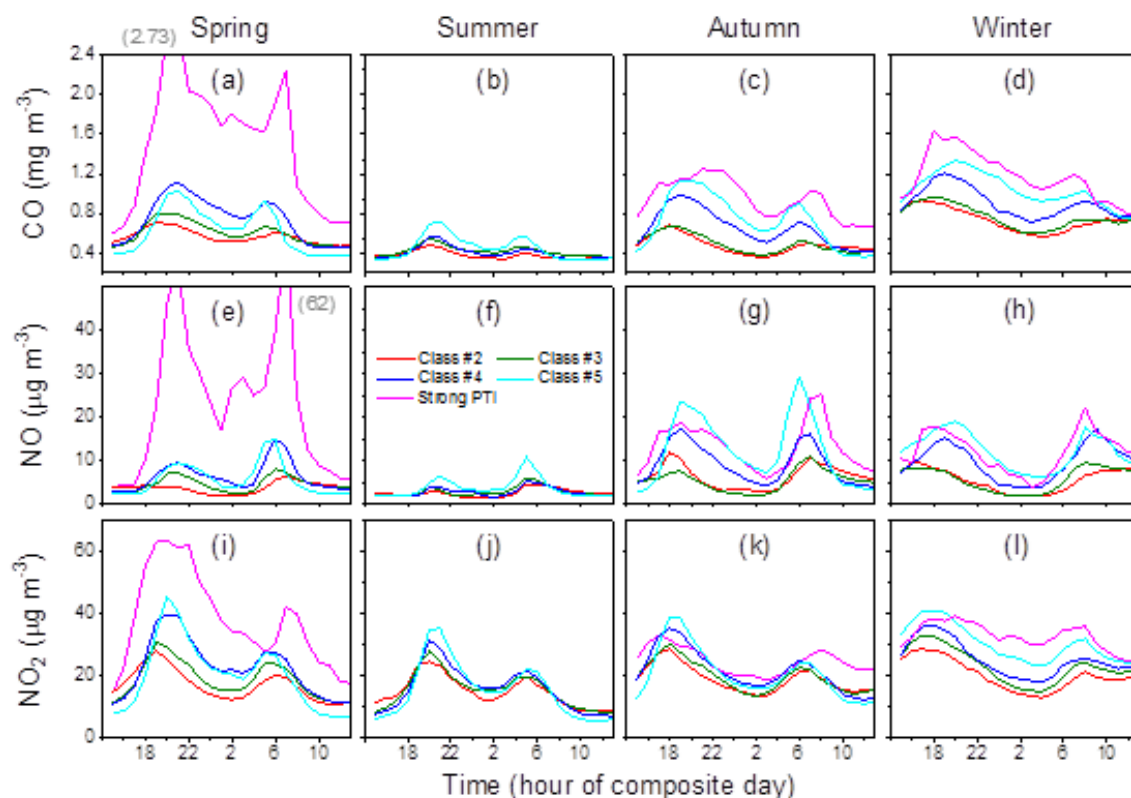 Spring Summer Autumn Winter
(2.73)
2.4
2.0
1.6
1.2
0.8
0.4
CO (mg m⁻³)
(a) (b) (c) (d)
40
30
20
10
0
NO (µg m⁻³)
(e) (62) (f) (g) (h)
Class #2 Class #3
Class #4 Class #5
Strong PTI
60
40
20
0
NO₂ (µg m⁻³)
(i) (j) (k) (l)
18 22 2 6 10 18 22 2 6 10 18 22 2 6 10 18 22 2 6 10
Time (hour of composite day)